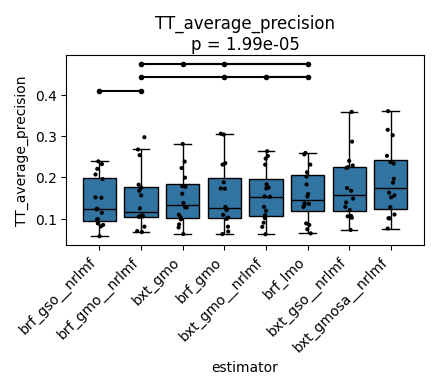 TT_average_precision
p = 1.99e-05
TT_average_precision
0.4
0.3
0.2
0.1
brf_gso__nrlmf
brf_gmo__nrlmf
bxt_gmo
brf_gmo
bxt_gmo__nrlmf
brf_lmo
bxt_gso__nrlmf
bxt_gmosa__nrlmf
estimator